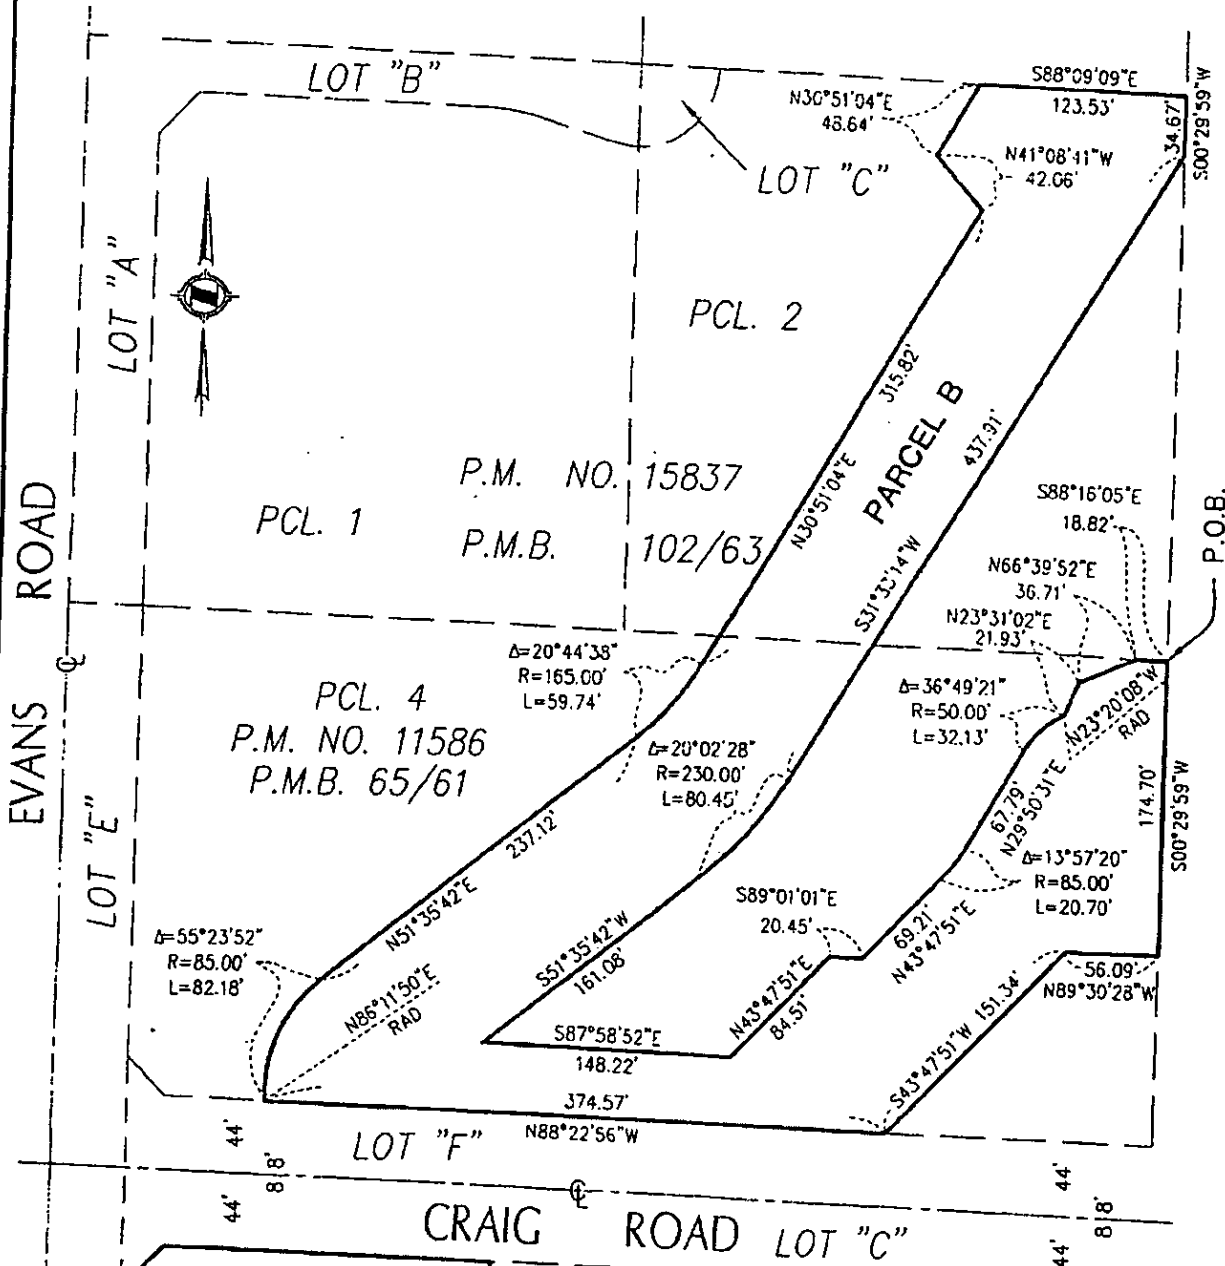 LOT "B"
N30°51'04"E
48.64'
S88°09'09"E
123.53'
34.67'
S00°29'59"W
N41°08'41"W
42.06'
LOT "C"
LOT "A"
PCL. 2
315.82'
PARCEL B
437.91'
N30°51'04"E
P.M. NO. 15837
PCL. 1
P.M.B. 102/63
S88°16'05"E
18.82'
P.O.B.
N66°39'52"E
36.71'
N23°31'02"E
21.93'
EVANS ROAD
℄
Δ=20°44'38"
R=165.00'
L=59.74'
PCL. 4
P.M. NO. 11586
P.M.B. 65/61
Δ=36°49'21"
R=50.00'
L=32.13'
N23°20'08"W
RAD
Δ=20°02'28"
R=230.00'
L=80.45'
174.70'
S00°29'59"W
67.79'
N29°50'31"E
237.12'
N51°35'42"E
LOT "E"
Δ=13°57'20"
R=85.00'
L=20.70'
S89°01'01"E
20.45'
69.21'
N43°47'51"E
Δ=55°23'52"
R=85.00'
L=82.18'
N86°11'50"E
RAD
S51°35'42"W
161.08'
N43°47'51"E
84.51'
56.09'
N89°30'28"W
S43°47'51"W 151.34'
S87°58'52"E
148.22'
374.57'
N88°22'56"W
LOT "F"
44'
8'
8'
44'
℄
CRAIG ROAD LOT "C"
44'
8'
8'
44'